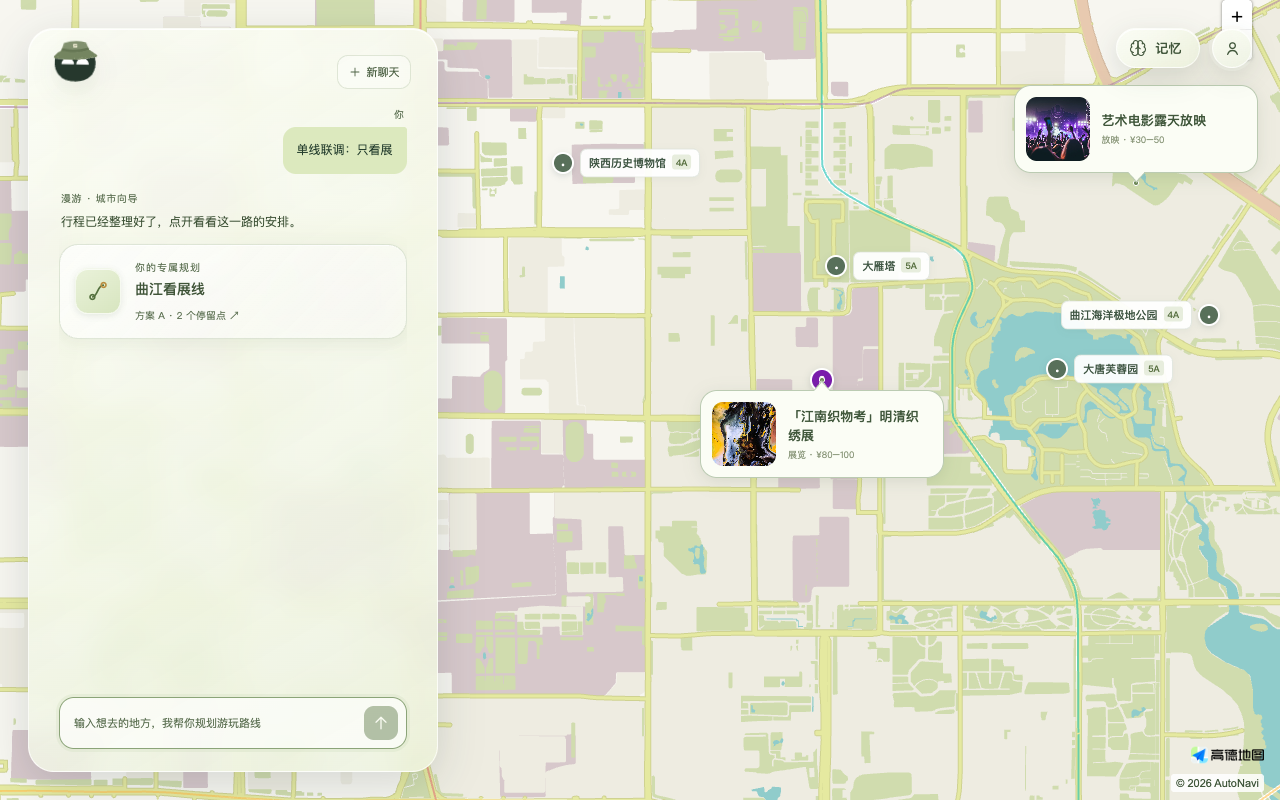 新聊天
你
单线联调：只看展
漫游 · 城市向导
行程已经整理好了，点开看看这一路的安排。
你的专属规划
曲江看展线
方案 A · 2 个停留点 ↗
输入想去的地方，我帮你规划游玩路线
+
记忆
艺术电影露天放映
放映 · ¥30—50
陕西历史博物馆 4A
大雁塔 5A
曲江海洋极地公园 4A
大唐芙蓉园 5A
「江南织物考」明清织
绣展
展览 · ¥80—100
高德地图
© 2026 AutoNavi